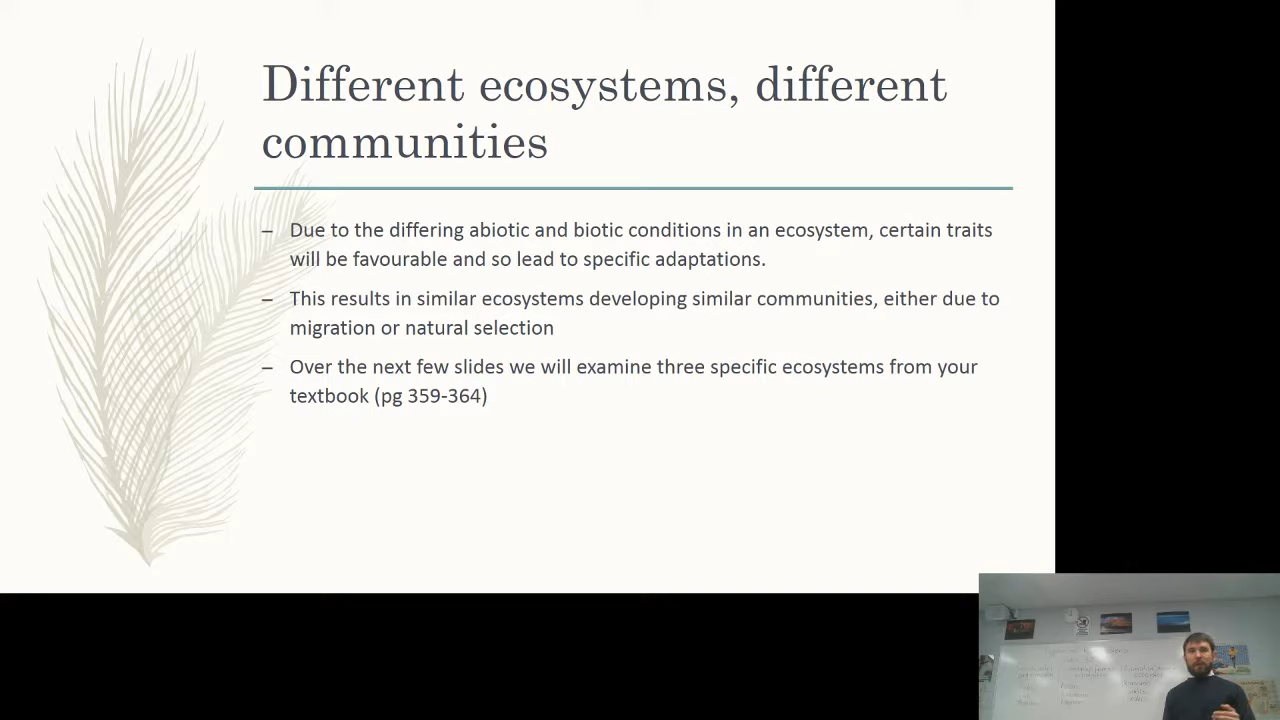 Different ecosystems, different
communities
– Due to the differing abiotic and biotic conditions in an ecosystem, certain traits
will be favourable and so lead to specific adaptations.
– This results in similar ecosystems developing similar communities, either due to
migration or natural selection
– Over the next few slides we will examine three specific ecosystems from your
textbook (pg 359-364)